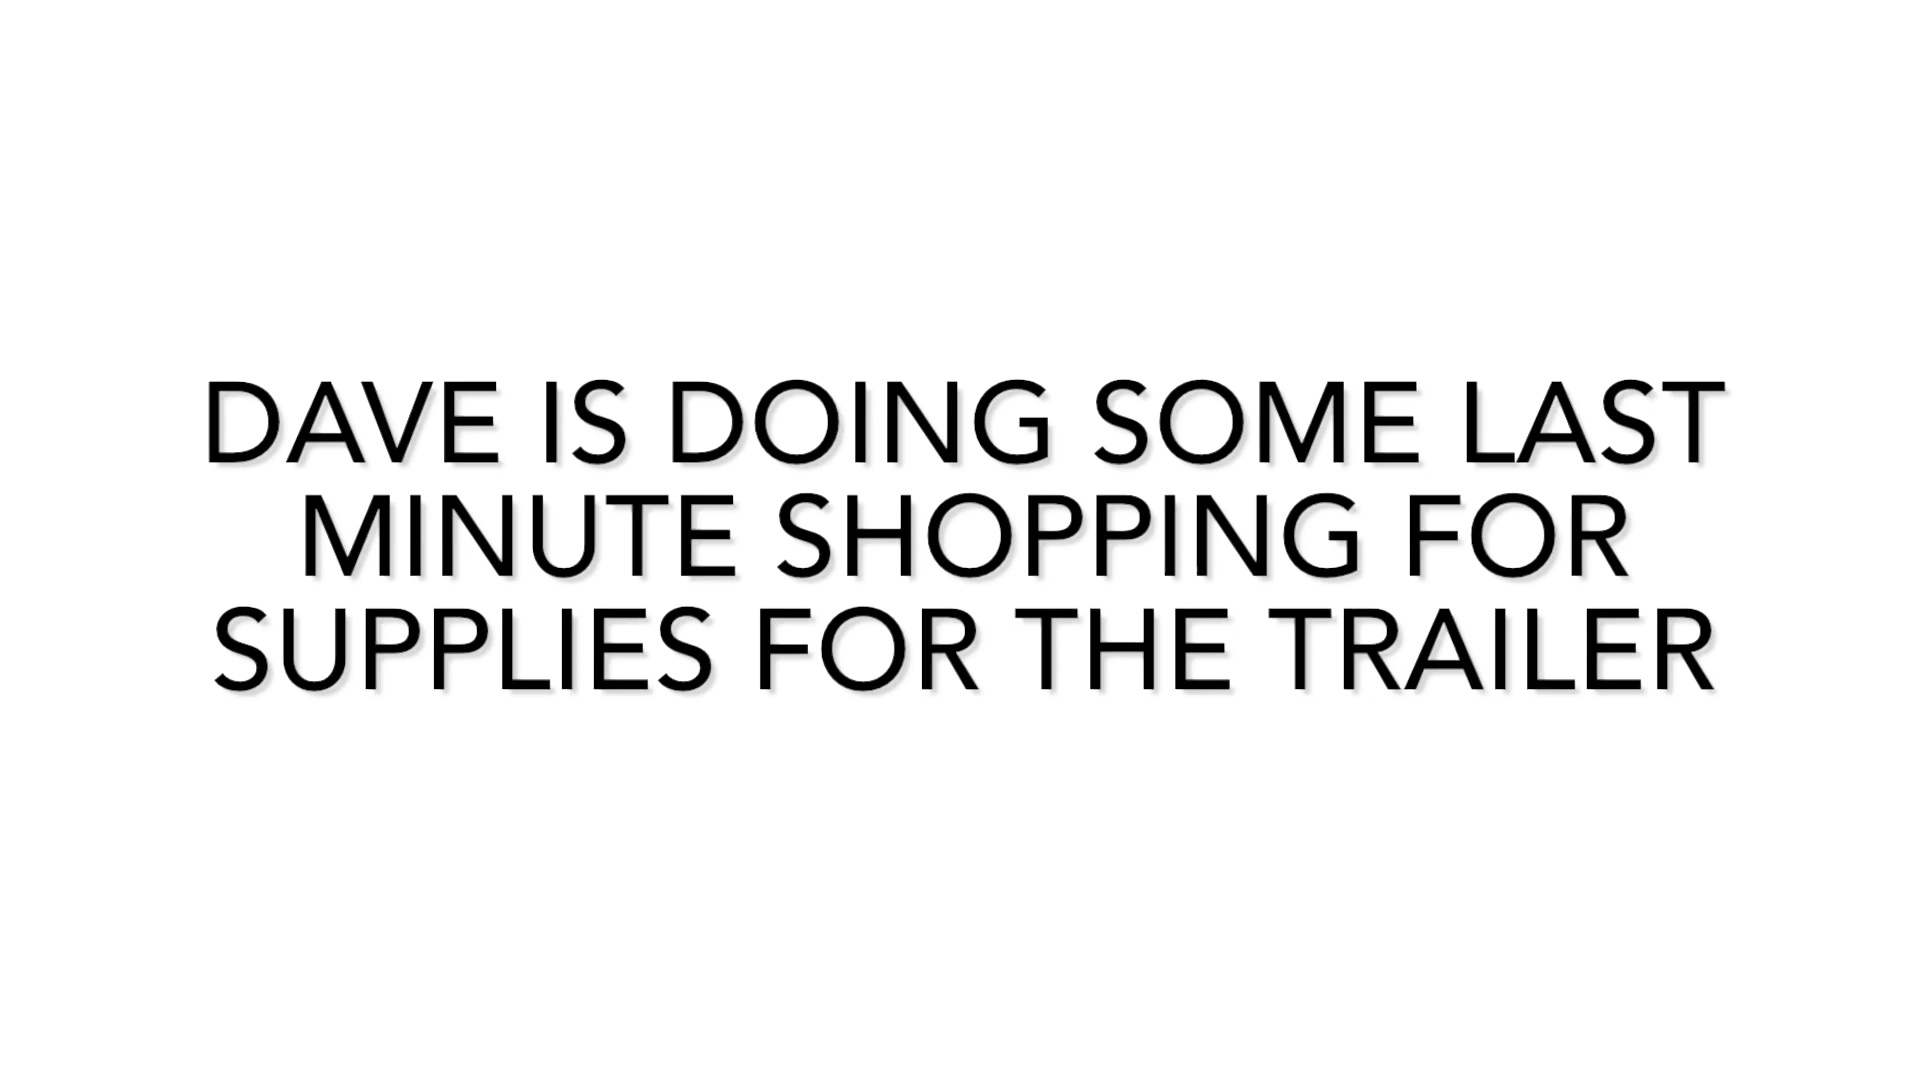 DAVE IS DOING SOME LAST
MINUTE SHOPPING FOR
SUPPLIES FOR THE TRAILER